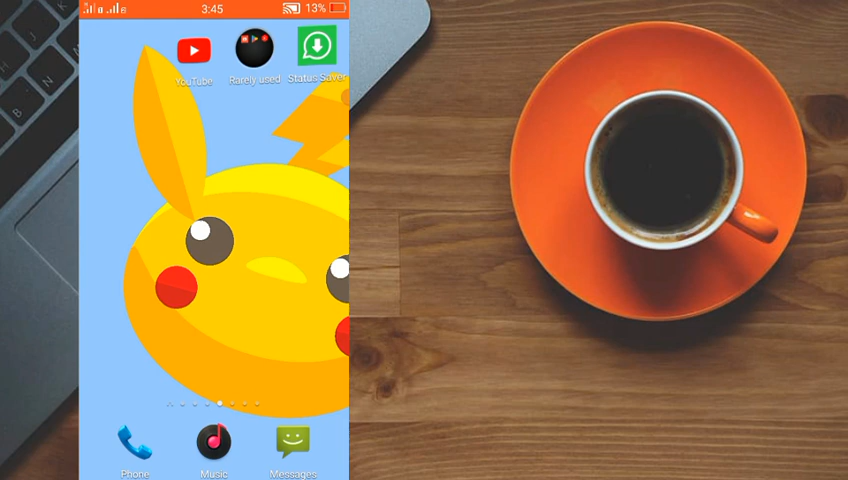 3:45
13%
YouTube
Rarely used
Status Saver
Phone
Music
Messages